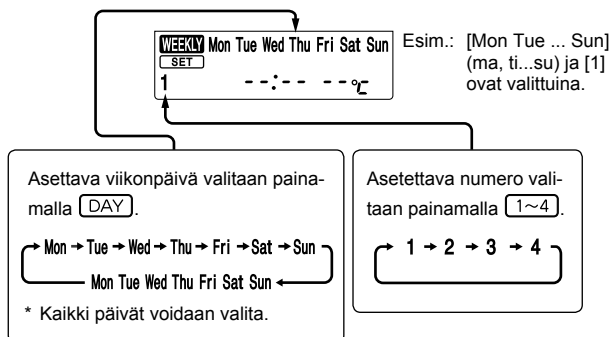 WEEKLY Mon Tue Wed Thu Fri Sat Sun
SET
1 --:-- --°C
Esim.: [Mon Tue ... Sun]
(ma, ti...su) ja [1]
ovat valittuina.
Asettava viikonpäivä valitaan paina-
malla DAY.
Mon → Tue → Wed → Thu → Fri → Sat → Sun
Mon Tue Wed Thu Fri Sat Sun
* Kaikki päivät voidaan valita.
Asetettava numero vali-
taan painamalla 1~4.
1 → 2 → 3 → 4